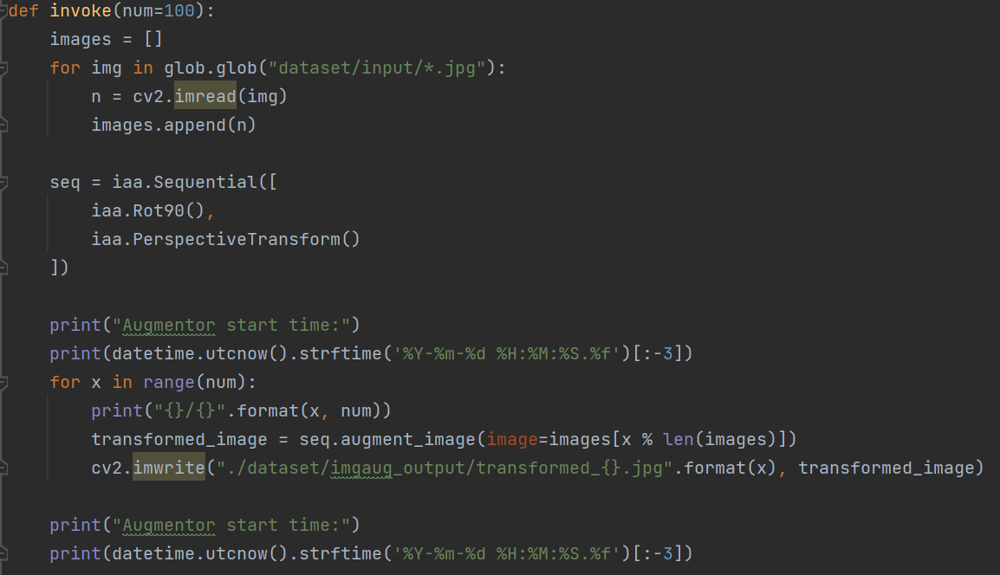 def invoke(num=100):
    images = []
    for img in glob.glob("dataset/input/*.jpg"):
        n = cv2.imread(img)
        images.append(n)
    seq = iaa.Sequential([
        iaa.Rot90(),
        iaa.PerspectiveTransform()
    ])
    print("Augmentor start time:")
    print(datetime.utcnow().strftime('%Y-%m-%d %H:%M:%S.%f')[:-3])
    for x in range(num):
        print("{}/{}".format(x, num))
        transformed_image = seq.augment_image(image=images[x % len(images)])
        cv2.imwrite("./dataset/imgaug_output/transformed_{}.jpg".format(x), transformed_image)
    print("Augmentor start time:")
    print(datetime.utcnow().strftime('%Y-%m-%d %H:%M:%S.%f')[:-3])